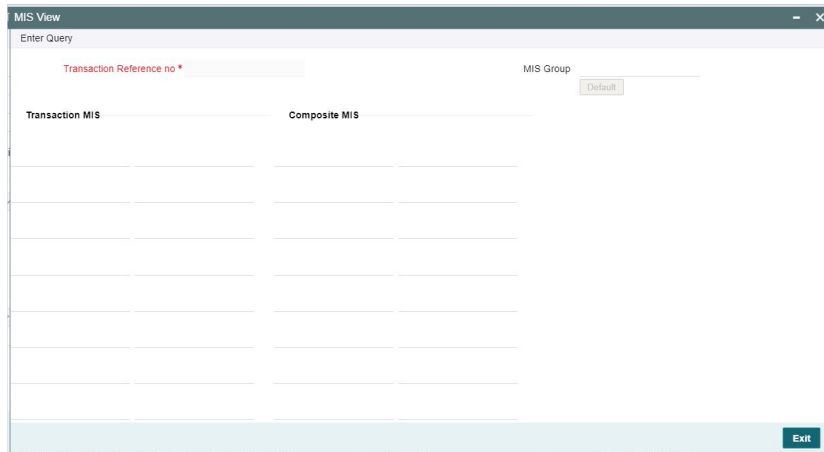 MIS View
Enter Query
Transaction Reference no *
MIS Group
Default
Transaction MIS
Composite MIS
Exit